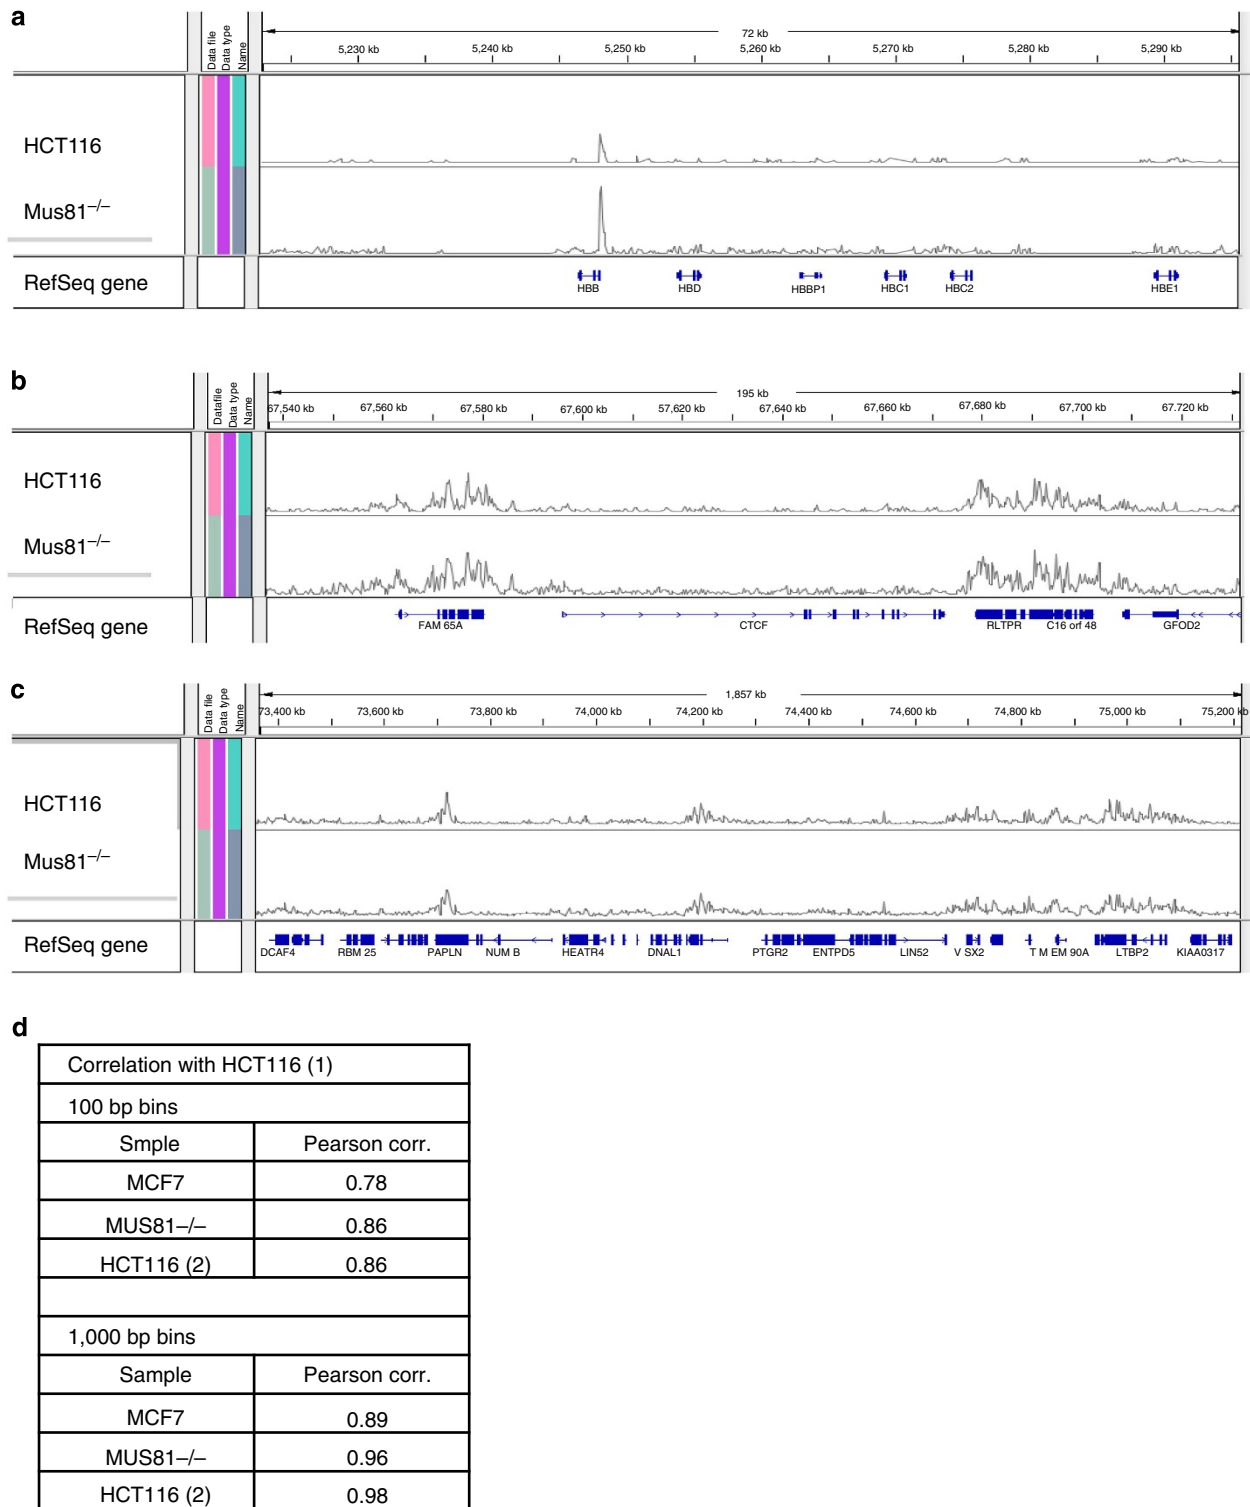 a
Data file
Data type
Name
72 kb
5,230 kb 5,240 kb 5,250 kb 5,260 kb 5,270 kb 5,280 kb 5,290 kb
HCT116
Mus81–/–
RefSeq gene
HBB HBD HBBP1 HBC1 HBC2 HBE1
b
Datafile
Data type
Name
195 kb
67,540 kb 67,560 kb 67,580 kb 67,600 kb 67,620 kb 67,640 kb 67,660 kb 67,680 kb 67,700 kb 67.720 kb
HCT116
Mus81–/–
RefSeq gene
FAM 65A CTCF RLTPR C16 orf 48 GFOD2
c
Data file
Data type
Name
1,857 kb
73,400 kb 73,600 kb 73,800 kb 74,000 kb 74,200 kb 74,400 kb 74,600 kb 74,800 kb 75,000 kb 75,200 kb
HCT116
Mus81–/–
RefSeq gene
DCAF4 RBM 25 PAPLN NUM B HEATR4 DNAL1 PTGR2 ENTPD5 LIN52 V SX2 T M EM 90A LTBP2 KIAA0317
d
Correlation with HCT116 (1)
100 bp bins
Smple Pearson corr.
MCF7 0.78
MUS81–/– 0.86
HCT116 (2) 0.86
1,000 bp bins
Sample Pearson corr.
MCF7 0.89
MUS81–/– 0.96
HCT116 (2) 0.98